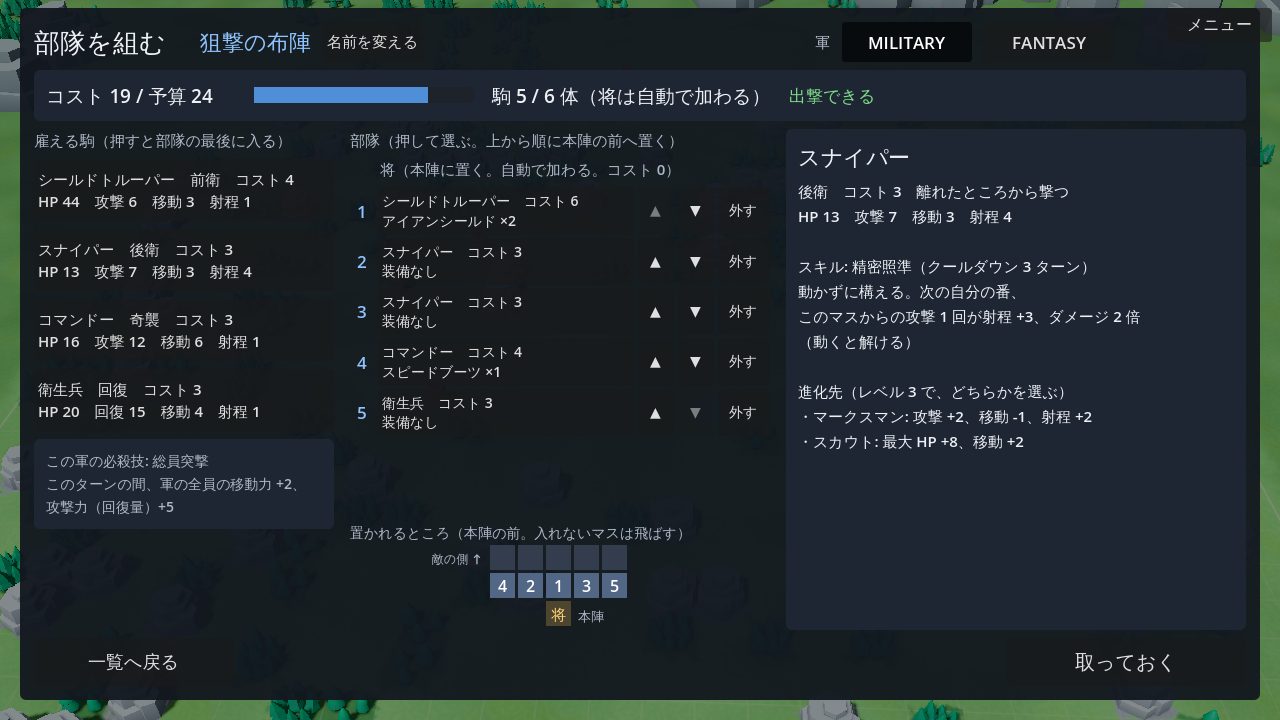 メニュー
部隊を組む 狙撃の布陣 名前を変える 軍 MILITARY FANTASY
コスト 19 / 予算 24 駒 5 / 6 体（将は自動で加わる） 出撃できる
雇える駒（押すと部隊の最後に入る）
シールドトルーパー　前衛　コスト 4
HP 44　攻撃 6　移動 3　射程 1
スナイパー　後衛　コスト 3
HP 13　攻撃 7　移動 3　射程 4
コマンドー　奇襲　コスト 3
HP 16　攻撃 12　移動 6　射程 1
衛生兵　回復　コスト 3
HP 20　回復 15　移動 4　射程 1
この軍の必殺技: 総員突撃
このターンの間、軍の全員の移動力 +2、
攻撃力（回復量）+5
部隊（押して選ぶ。上から順に本陣の前へ置く）
将（本陣に置く。自動で加わる。コスト 0）
1 シールドトルーパー　コスト 6
アイアンシールド ×2
▲ ▼ 外す
2 スナイパー　コスト 3
装備なし
▲ ▼ 外す
3 スナイパー　コスト 3
装備なし
▲ ▼ 外す
4 コマンドー　コスト 4
スピードブーツ ×1
▲ ▼ 外す
5 衛生兵　コスト 3
装備なし
▲ ▼ 外す
置かれるところ（本陣の前。入れないマスは飛ばす）
敵の側 ↑
4 2 1 3 5
将 本陣
スナイパー
後衛　コスト 3　離れたところから撃つ
HP 13　攻撃 7　移動 3　射程 4
スキル: 精密照準（クールダウン 3 ターン）
動かずに構える。次の自分の番、
このマスからの攻撃 1 回が射程 +3、ダメージ 2 倍
（動くと解ける）
進化先（レベル 3 で、どちらかを選ぶ）
・マークスマン: 攻撃 +2、移動 -1、射程 +2
・スカウト: 最大 HP +8、移動 +2
一覧へ戻る 取っておく